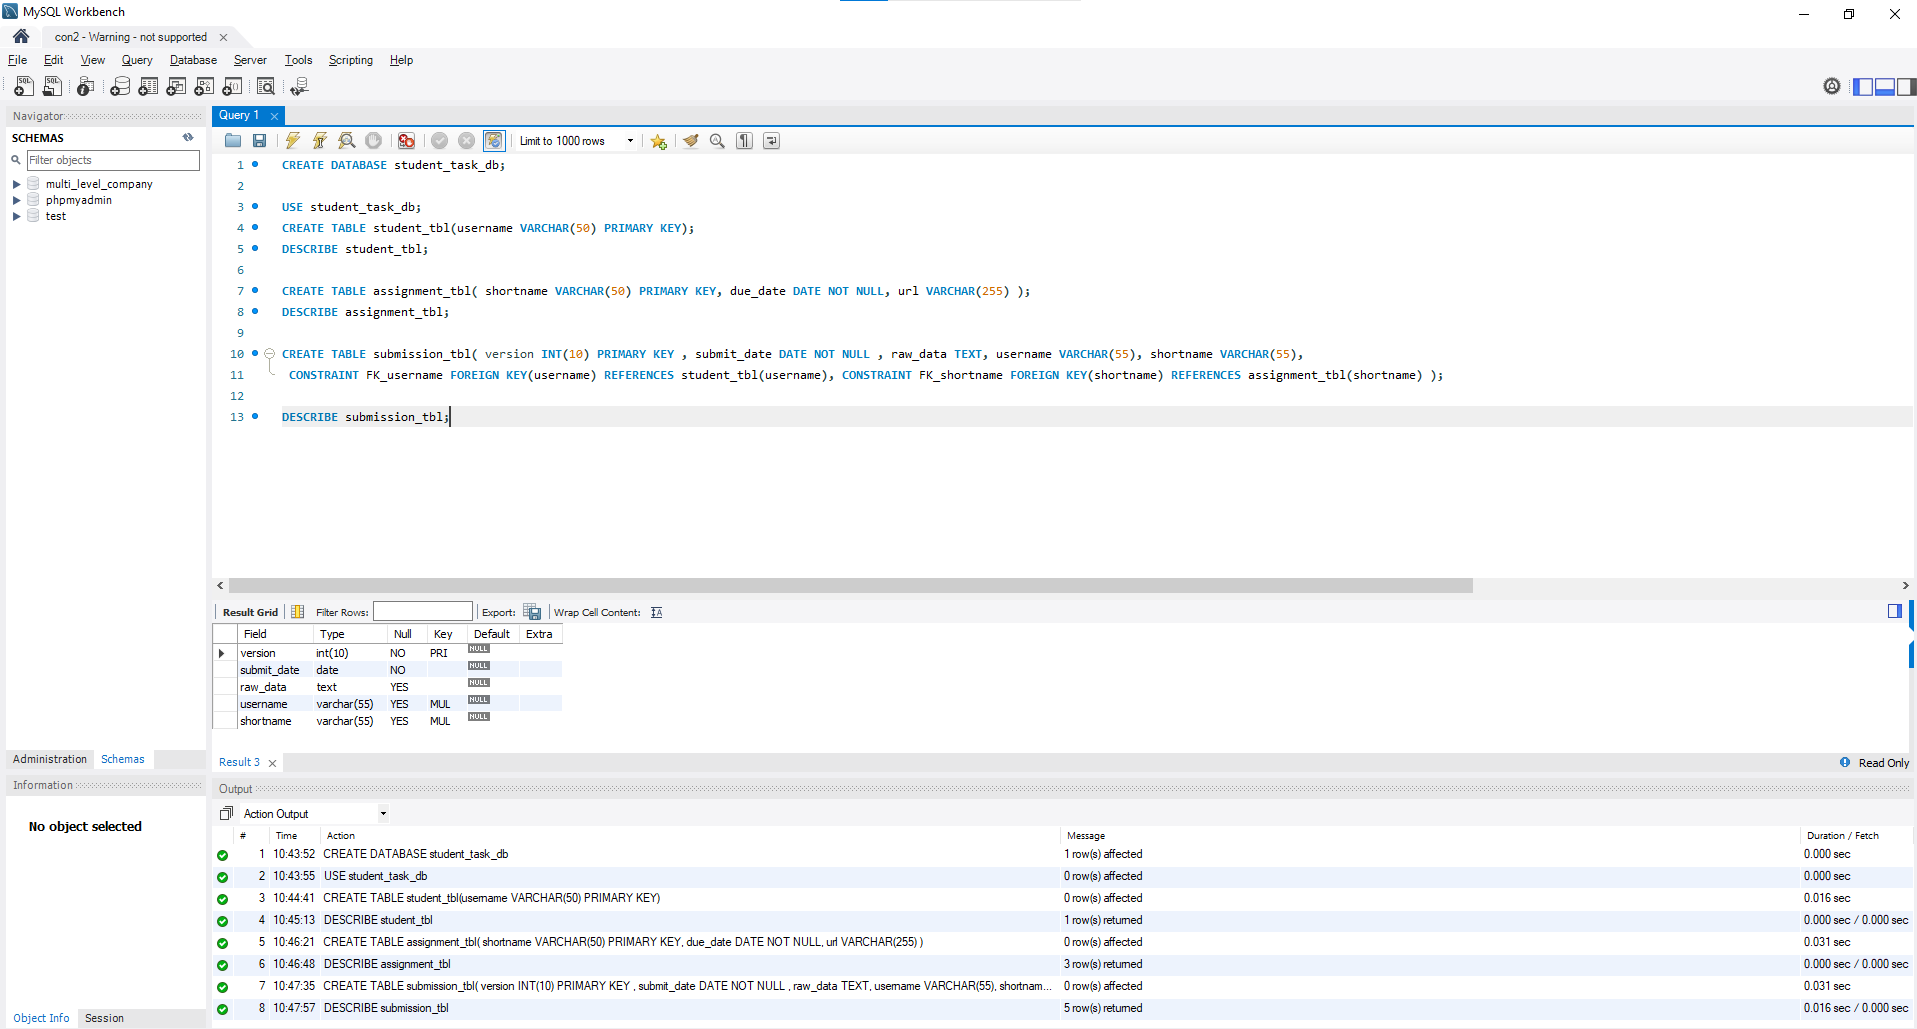 MySQL Workbench
con2 - Warning - not supported
File Edit View Query Database Server Tools Scripting Help
Navigator
SCHEMAS
Filter objects
multi_level_company
phpmyadmin
test
Administration Schemas
Information
No object selected
Object Info Session
Query 1
Limit to 1000 rows
1 CREATE DATABASE student_task_db;
2
3 USE student_task_db;
4 CREATE TABLE student_tbl(username VARCHAR(50) PRIMARY KEY);
5 DESCRIBE student_tbl;
6
7 CREATE TABLE assignment_tbl( shortname VARCHAR(50) PRIMARY KEY, due_date DATE NOT NULL, url VARCHAR(255) );
8 DESCRIBE assignment_tbl;
9
10 CREATE TABLE submission_tbl( version INT(10) PRIMARY KEY , submit_date DATE NOT NULL , raw_data TEXT, username VARCHAR(55), shortname VARCHAR(55),
11 CONSTRAINT FK_username FOREIGN KEY(username) REFERENCES student_tbl(username), CONSTRAINT FK_shortname FOREIGN KEY(shortname) REFERENCES assignment_tbl(shortname) );
12
13 DESCRIBE submission_tbl;
Result Grid Filter Rows: Export: Wrap Cell Content:
Field Type Null Key Default Extra
version int(10) NO PRI NULL
submit_date date NO NULL
raw_data text YES NULL
username varchar(55) YES MUL NULL
shortname varchar(55) YES MUL NULL
Result 3 Read Only
Output
Action Output
# Time Action Message Duration / Fetch
1 10:43:52 CREATE DATABASE student_task_db 1 row(s) affected 0.000 sec
2 10:43:55 USE student_task_db 0 row(s) affected 0.000 sec
3 10:44:41 CREATE TABLE student_tbl(username VARCHAR(50) PRIMARY KEY) 0 row(s) affected 0.016 sec
4 10:45:13 DESCRIBE student_tbl 1 row(s) returned 0.000 sec / 0.000 sec
5 10:46:21 CREATE TABLE assignment_tbl( shortname VARCHAR(50) PRIMARY KEY, due_date DATE NOT NULL, url VARCHAR(255) ) 0 row(s) affected 0.031 sec
6 10:46:48 DESCRIBE assignment_tbl 3 row(s) returned 0.000 sec / 0.000 sec
7 10:47:35 CREATE TABLE submission_tbl( version INT(10) PRIMARY KEY , submit_date DATE NOT NULL , raw_data TEXT, username VARCHAR(55), shortnam... 0 row(s) affected 0.031 sec
8 10:47:57 DESCRIBE submission_tbl 5 row(s) returned 0.016 sec / 0.000 sec